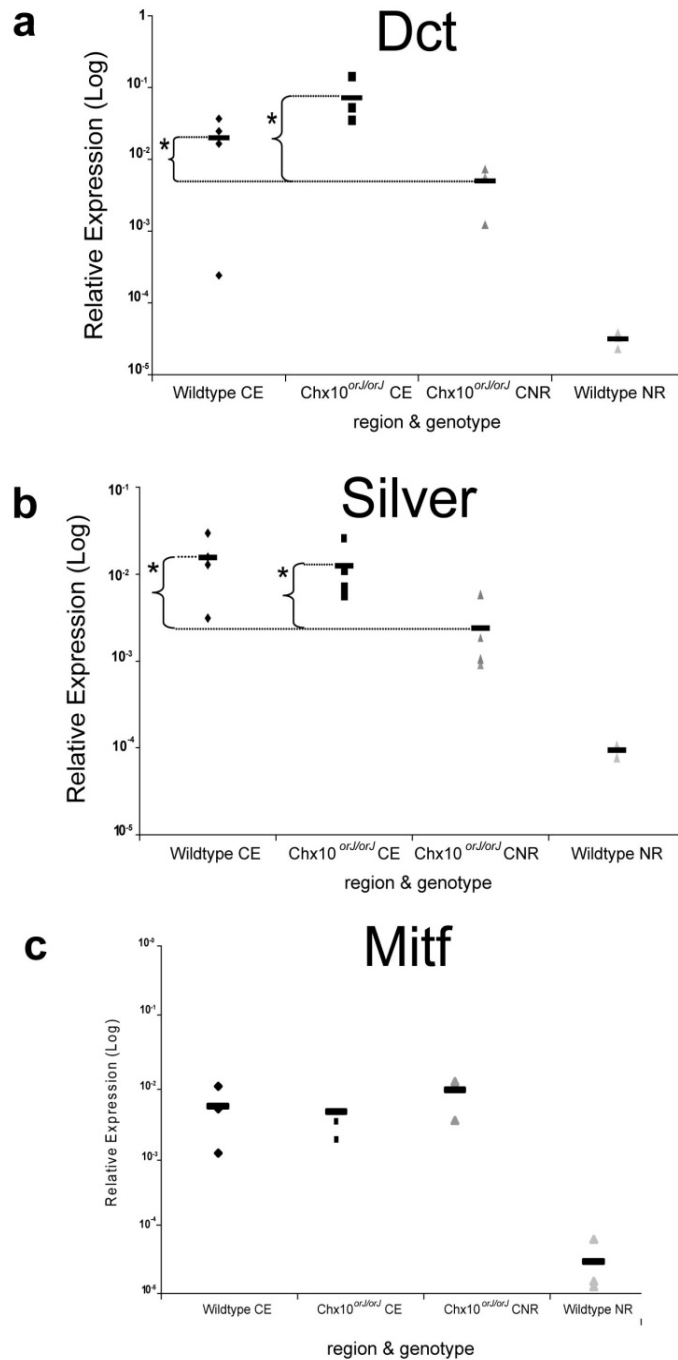 a
Dct
Relative Expression (Log)
1
10-1
10-2
10-3
10-4
10-5
*
*
Wildtype CE
Chx10 orJ/orJ CE
Chx10 orJ/orJ CNR
Wildtype NR
region & genotype
b
Silver
Relative Expression (Log)
10-1
10-2
10-3
10-4
10-5
*
*
Wildtype CE
Chx10 orJ/orJ CE
Chx10 orJ/orJ CNR
Wildtype NR
region & genotype
c
Mitf
Relative Expression (Log)
10-1
10-2
10-3
10-4
Wildtype CE
Chx10 orJ/orJ CE
Chx10 orJ/orJ CNR
Wildtype NR
region & genotype